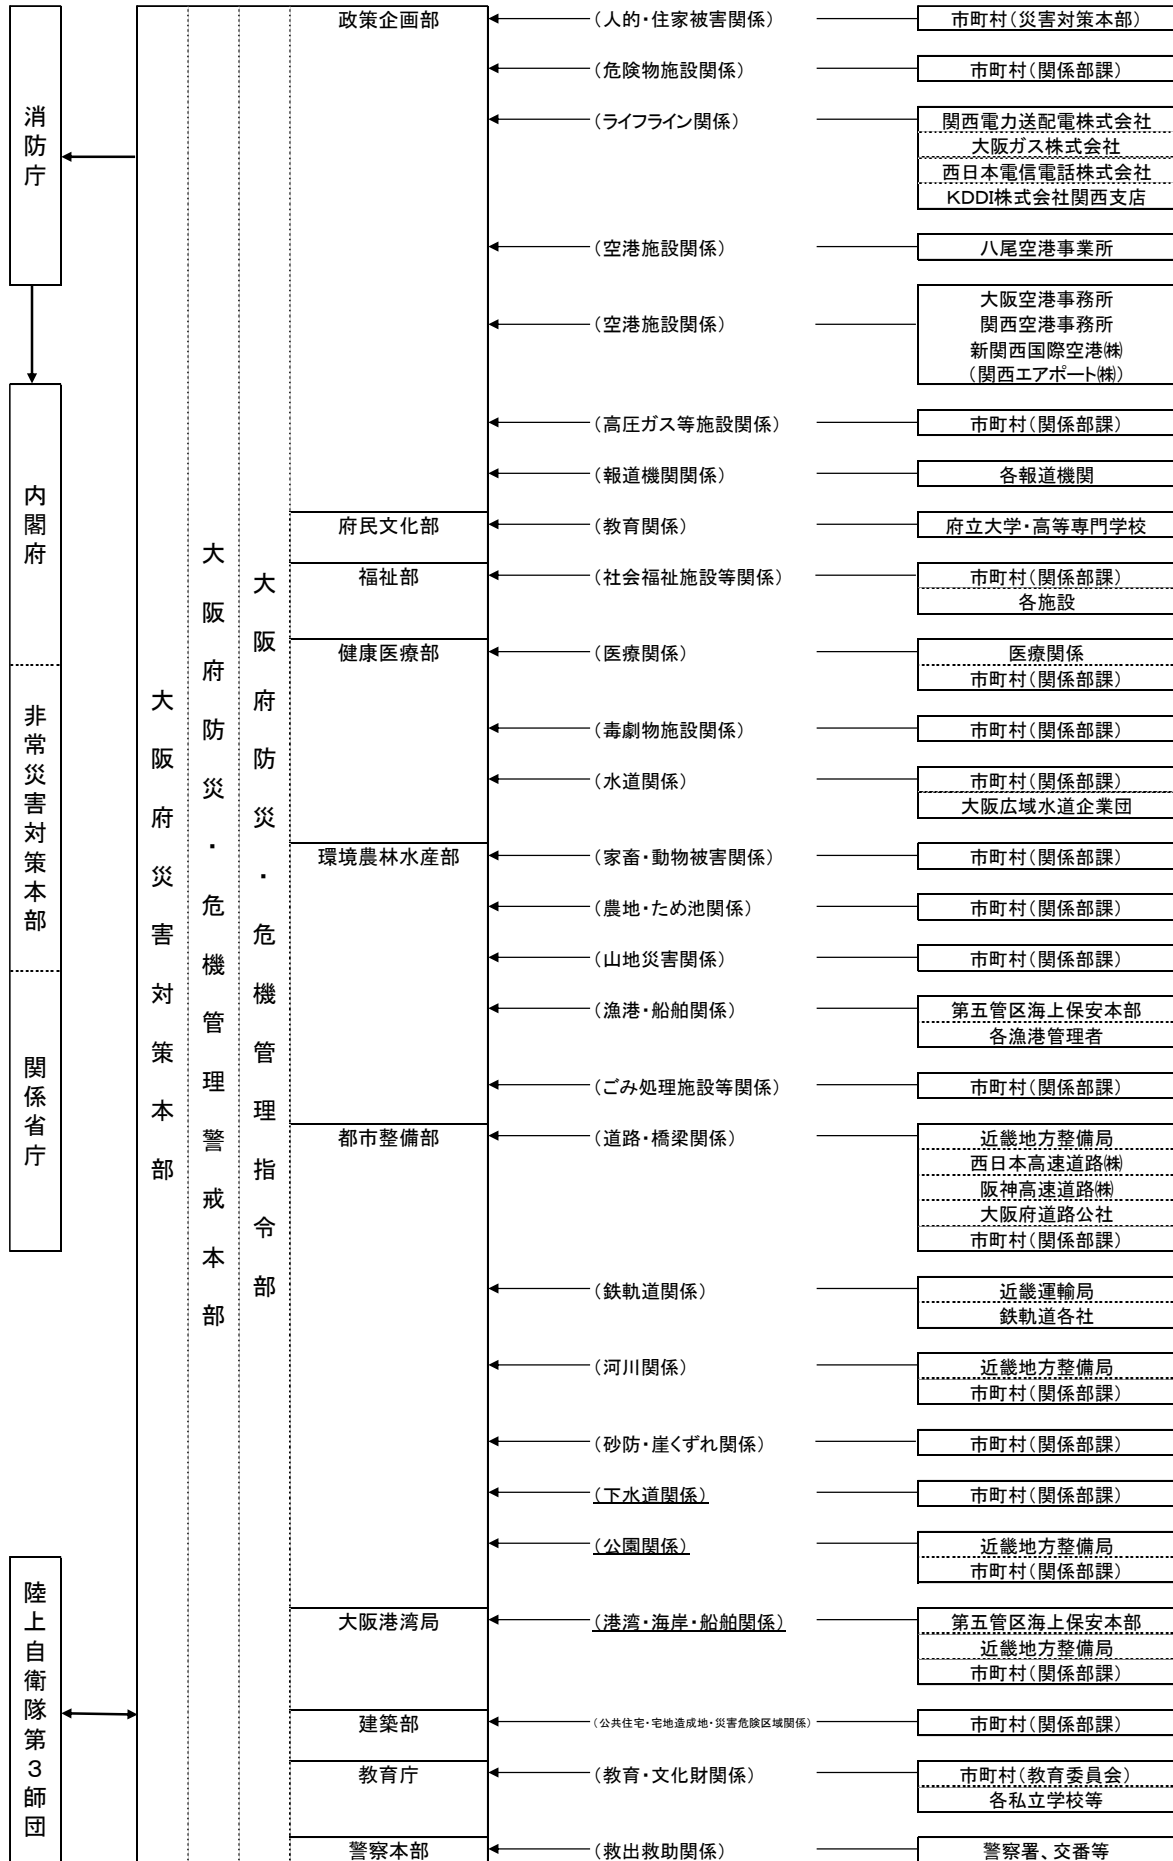 消防庁
内閣府
非常災害対策本部
関係省庁
陸上自衛隊第3師団
大阪府災害対策本部
大阪府防災・危機管理警戒本部
大阪府防災・危機管理指令部
政策企画部
(人的・住家被害関係)
市町村(災害対策本部)
(危険物施設関係)
市町村(関係部課)
(ライフライン関係)
関西電力送配電株式会社
大阪ガス株式会社
西日本電信電話株式会社
KDDI株式会社関西支店
(空港施設関係)
八尾空港事業所
(空港施設関係)
大阪空港事務所
関西空港事務所
新関西国際空港㈱
(関西エアポート㈱)
(高圧ガス等施設関係)
市町村(関係部課)
(報道機関関係)
各報道機関
府民文化部
(教育関係)
府立大学・高等専門学校
福祉部
(社会福祉施設等関係)
市町村(関係部課)
各施設
健康医療部
(医療関係)
医療関係
市町村(関係部課)
(毒劇物施設関係)
市町村(関係部課)
(水道関係)
市町村(関係部課)
大阪広域水道企業団
環境農林水産部
(家畜・動物被害関係)
市町村(関係部課)
(農地・ため池関係)
市町村(関係部課)
(山地災害関係)
市町村(関係部課)
(漁港・船舶関係)
第五管区海上保安本部
各漁港管理者
(ごみ処理施設等関係)
市町村(関係部課)
都市整備部
(道路・橋梁関係)
近畿地方整備局
西日本高速道路㈱
阪神高速道路㈱
大阪府道路公社
市町村(関係部課)
(鉄軌道関係)
近畿運輸局
鉄軌道各社
(河川関係)
近畿地方整備局
市町村(関係部課)
(砂防・崖くずれ関係)
市町村(関係部課)
(下水道関係)
市町村(関係部課)
(公園関係)
近畿地方整備局
市町村(関係部課)
大阪港湾局
(港湾・海岸・船舶関係)
第五管区海上保安本部
近畿地方整備局
市町村(関係部課)
建築部
(公共住宅・宅地造成地・災害危険区域関係)
市町村(関係部課)
教育庁
(教育・文化財関係)
市町村(教育委員会)
各私立学校等
警察本部
(救出救助関係)
警察署、交番等